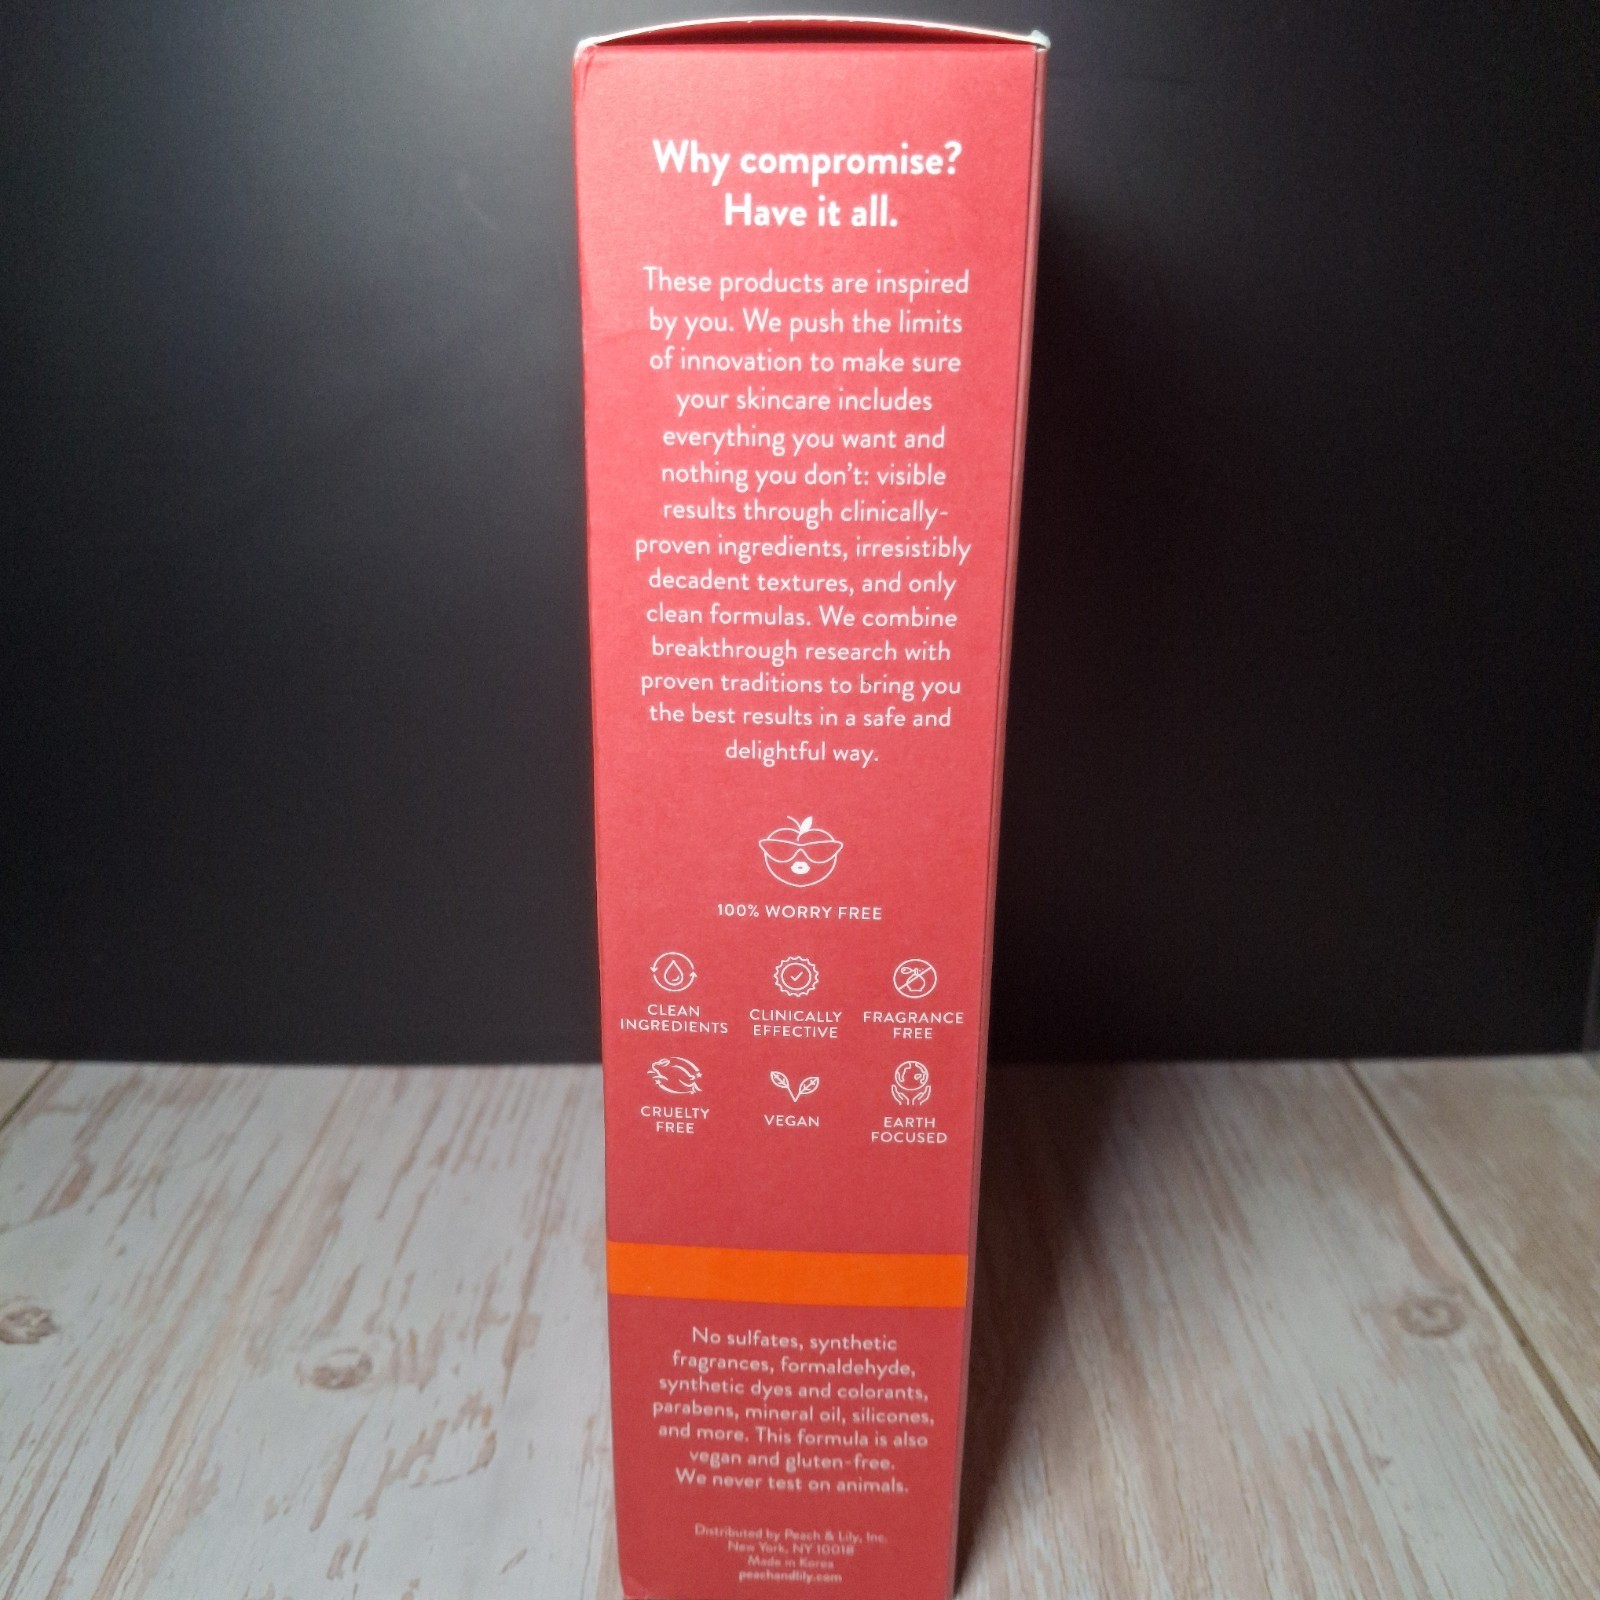 Why compromise?
Have it all.
These products are inspired
by you. We push the limits
of innovation to make sure
your skincare includes
everything you want and
nothing you don't: visible
results through clinically-
proven ingredients, irresistibly
decadent textures, and only
clean formulas. We combine
breakthrough research with
proven traditions to bring you
the best results in a safe and
delightful way.
100% WORRY FREE
CLEAN
INGREDIENTS
CLINICALLY
EFFECTIVE
FRAGRANCE
FREE
CRUELTY
FREE
VEGAN
EARTH
FOCUSED
No sulfates, synthetic
fragrances, formaldehyde,
synthetic dyes and colorants,
parabens, mineral oil, silicones,
and more. This formula is also
vegan and gluten-free.
We never test on animals.
Distributed by Peach & Lily, Inc.
New York, NY 10018
Made in Korea
peachandlily.com